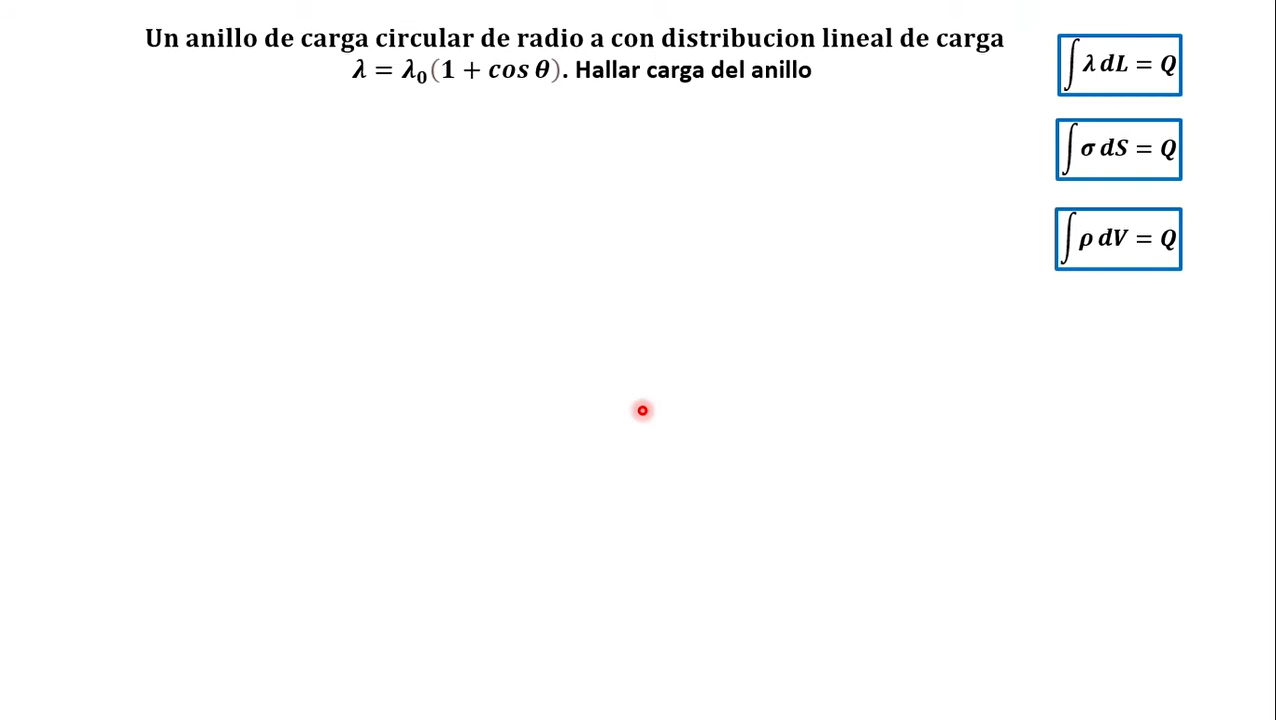 Un anillo de carga circular de radio a con distribucion lineal de carga
λ = λ₀(1 + cos θ). Hallar carga del anillo
∫ λ dL = Q
∫ σ dS = Q
∫ ρ dV = Q